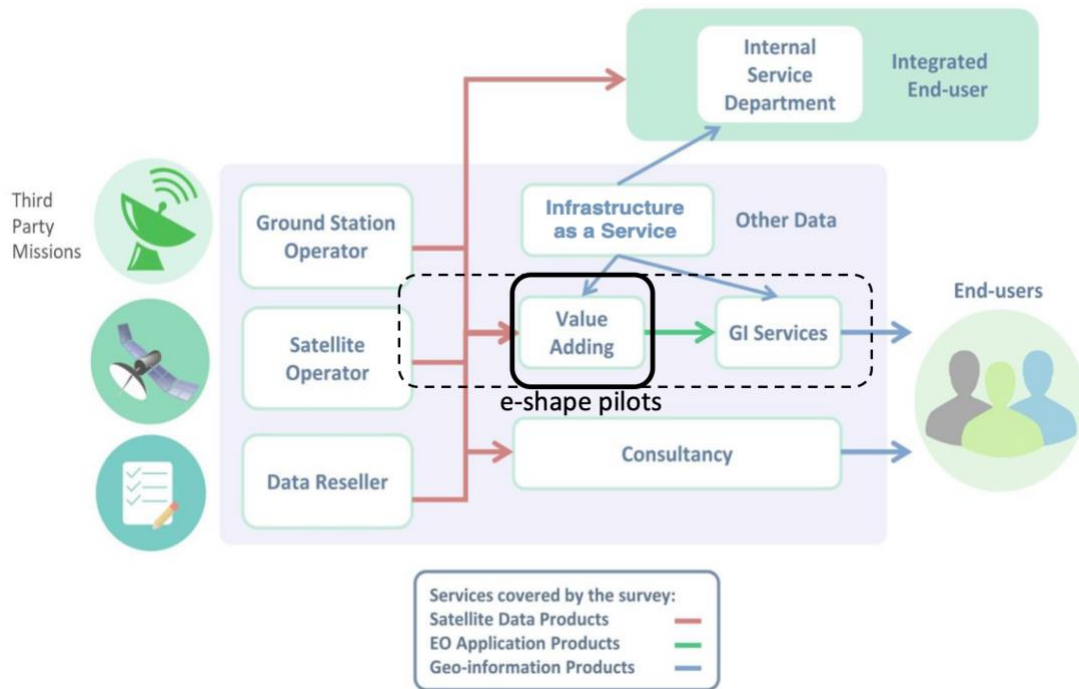 Internal
Service
Department
Integrated
End-user
Third
Party
Missions
Ground Station
Operator
Infrastructure
as a Service
Other Data
Satellite
Operator
Value
Adding
GI Services
End-users
e-shape pilots
Data Reseller
Consultancy
Services covered by the survey:
Satellite Data Products
EO Application Products
Geo-information Products